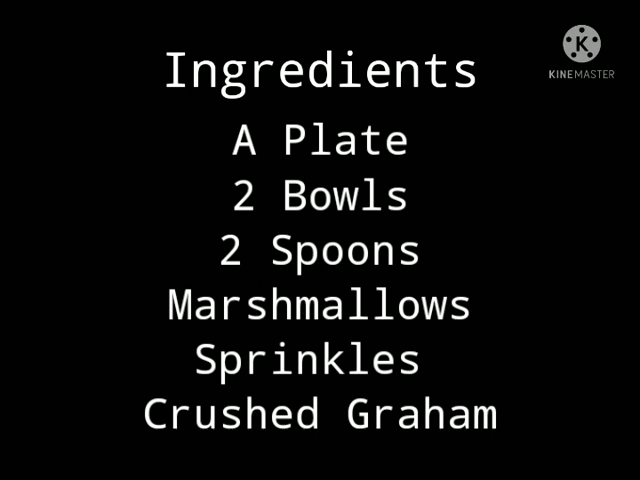 Ingredients
KINEMASTER
A Plate
2 Bowls
2 Spoons
Marshmallows
Sprinkles
Crushed Graham